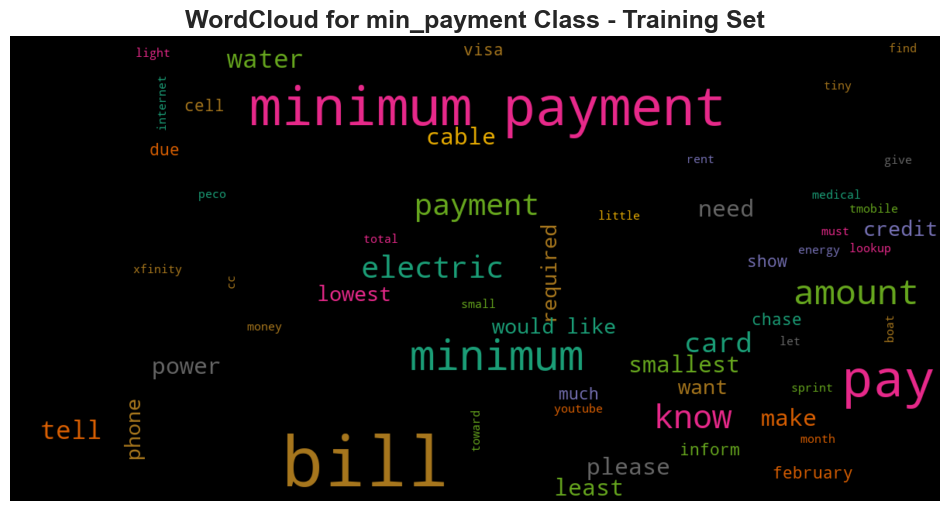 WordCloud for min_payment Class - Training Set
light
visa
find
water
internet
cell
tiny
minimum payment
cable
due
rent
give
peco
medical
payment
little
need
tmobile
required
must
credit
total
energy
lookup
xfinity
electric
show
cc
lowest
small
amount
money
would like
chase
boat
let
minimum
card
power
smallest
pay
want
sprint
much
youtube
phone
tell
toward
know
make
month
bill
inform
please
february
least